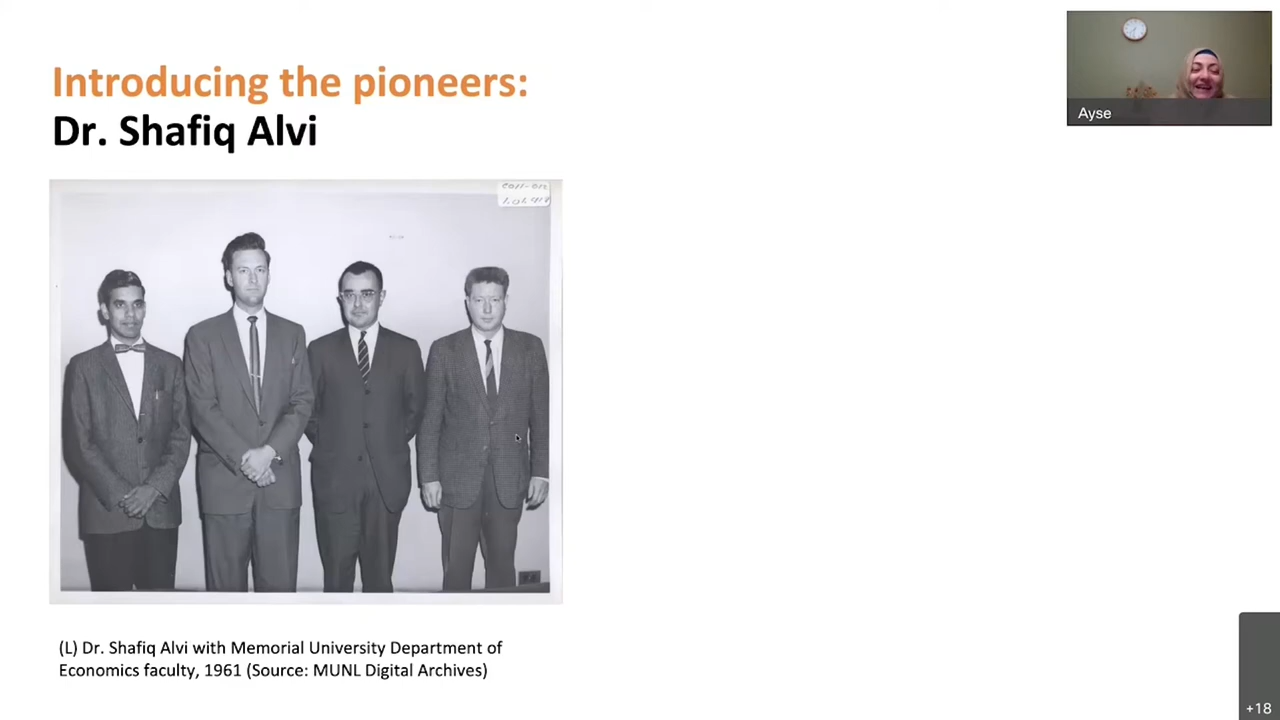 Introducing the pioneers:
Dr. Shafiq Alvi
Ayse
(L) Dr. Shafiq Alvi with Memorial University Department of
Economics faculty, 1961 (Source: MUNL Digital Archives)
+18